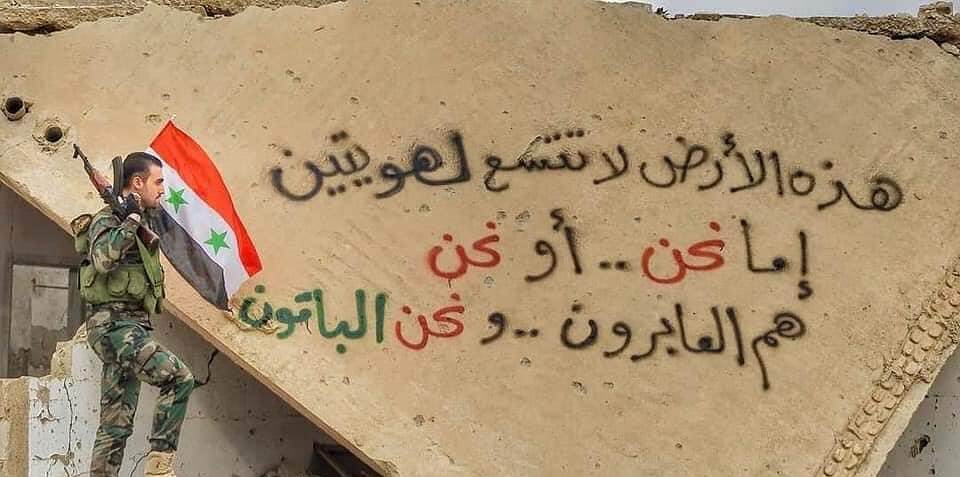 هذه الأرض لا تتسع لهويتين
إما نحن .. أو نحن
هم العابرون .. و نحن الباقون